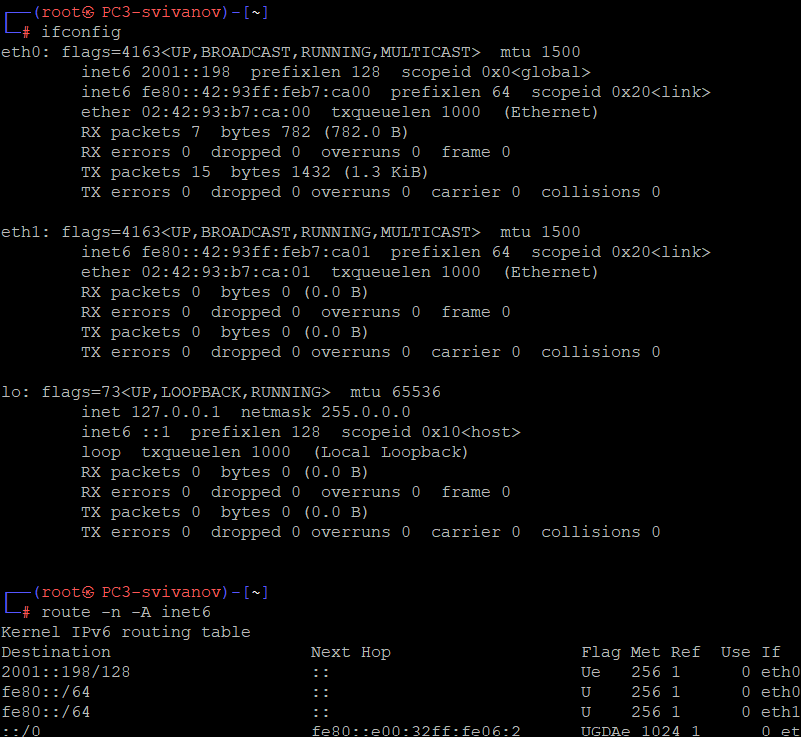 ┌──(root㉿ PC3-svivanov)-[~]
└─# ifconfig
eth0: flags=4163<UP,BROADCAST,RUNNING,MULTICAST>  mtu 1500
        inet6 2001::198  prefixlen 128  scopeid 0x0<global>
        inet6 fe80::42:93ff:feb7:ca00  prefixlen 64  scopeid 0x20<link>
        ether 02:42:93:b7:ca:00  txqueuelen 1000  (Ethernet)
        RX packets 7  bytes 782 (782.0 B)
        RX errors 0  dropped 0  overruns 0  frame 0
        TX packets 15  bytes 1432 (1.3 KiB)
        TX errors 0  dropped 0 overruns 0  carrier 0  collisions 0

eth1: flags=4163<UP,BROADCAST,RUNNING,MULTICAST>  mtu 1500
        inet6 fe80::42:93ff:feb7:ca01  prefixlen 64  scopeid 0x20<link>
        ether 02:42:93:b7:ca:01  txqueuelen 1000  (Ethernet)
        RX packets 0  bytes 0 (0.0 B)
        RX errors 0  dropped 0  overruns 0  frame 0
        TX packets 0  bytes 0 (0.0 B)
        TX errors 0  dropped 0 overruns 0  carrier 0  collisions 0

lo: flags=73<UP,LOOPBACK,RUNNING>  mtu 65536
        inet 127.0.0.1  netmask 255.0.0.0
        inet6 ::1  prefixlen 128  scopeid 0x10<host>
        loop  txqueuelen 1000  (Local Loopback)
        RX packets 0  bytes 0 (0.0 B)
        RX errors 0  dropped 0  overruns 0  frame 0
        TX packets 0  bytes 0 (0.0 B)
        TX errors 0  dropped 0 overruns 0  carrier 0  collisions 0

┌──(root㉿ PC3-svivanov)-[~]
└─# route -n -A inet6
Kernel IPv6 routing table
Destination                    Next Hop                   Flag Met Ref  Use If
2001::198/128                  ::                         Ue   256 1      0 eth0
fe80::/64                      ::                         U    256 1      0 eth0
fe80::/64                      ::                         U    256 1      0 eth1
::/0                           fe80::e00:32ff:fe06:2      UGDAe 1024 1      0 et